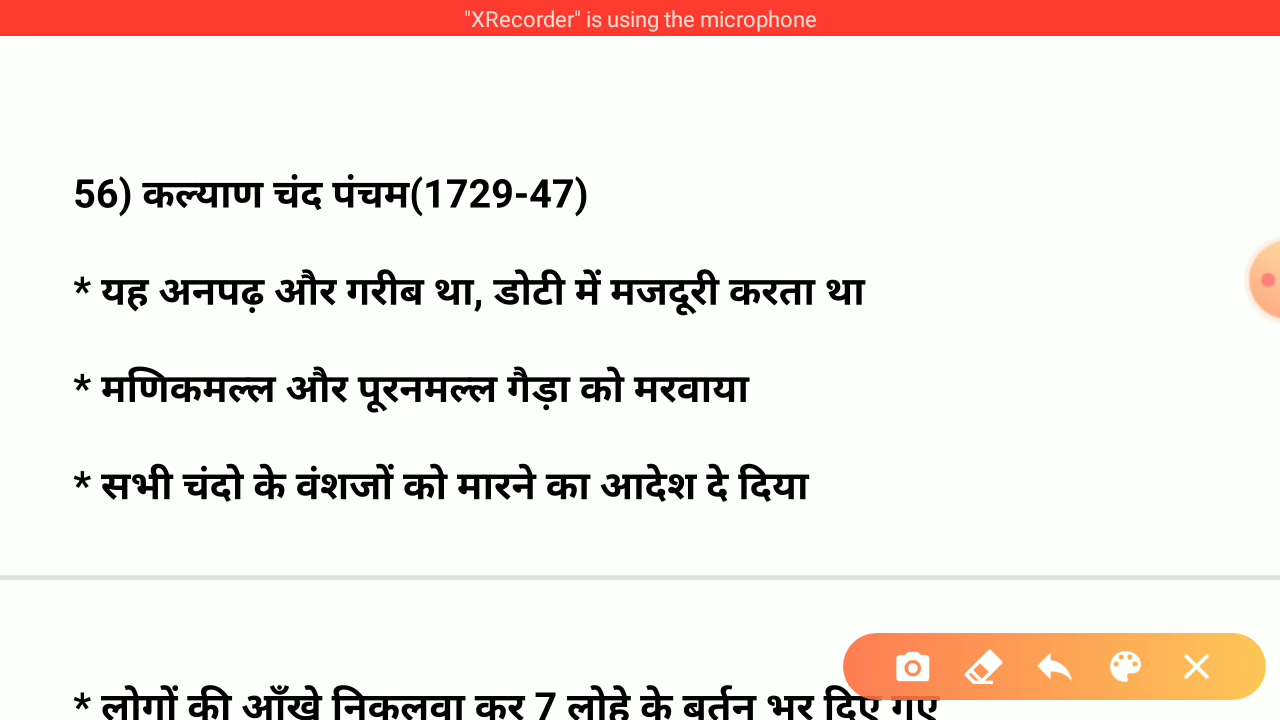 "XRecorder" is using the microphone
56) कल्याण चंद पंचम(1729-47)
* यह अनपढ़ और गरीब था, डोटी में मजदूरी करता था
* मणिकमल्ल और पूरनमल्ल गैड़ा को मरवाया
* सभी चंदो के वंशजों को मारने का आदेश दे दिया
* लोगों की आँखे निकलवा कर 7 लोहे के बर्तन भर दिए गए